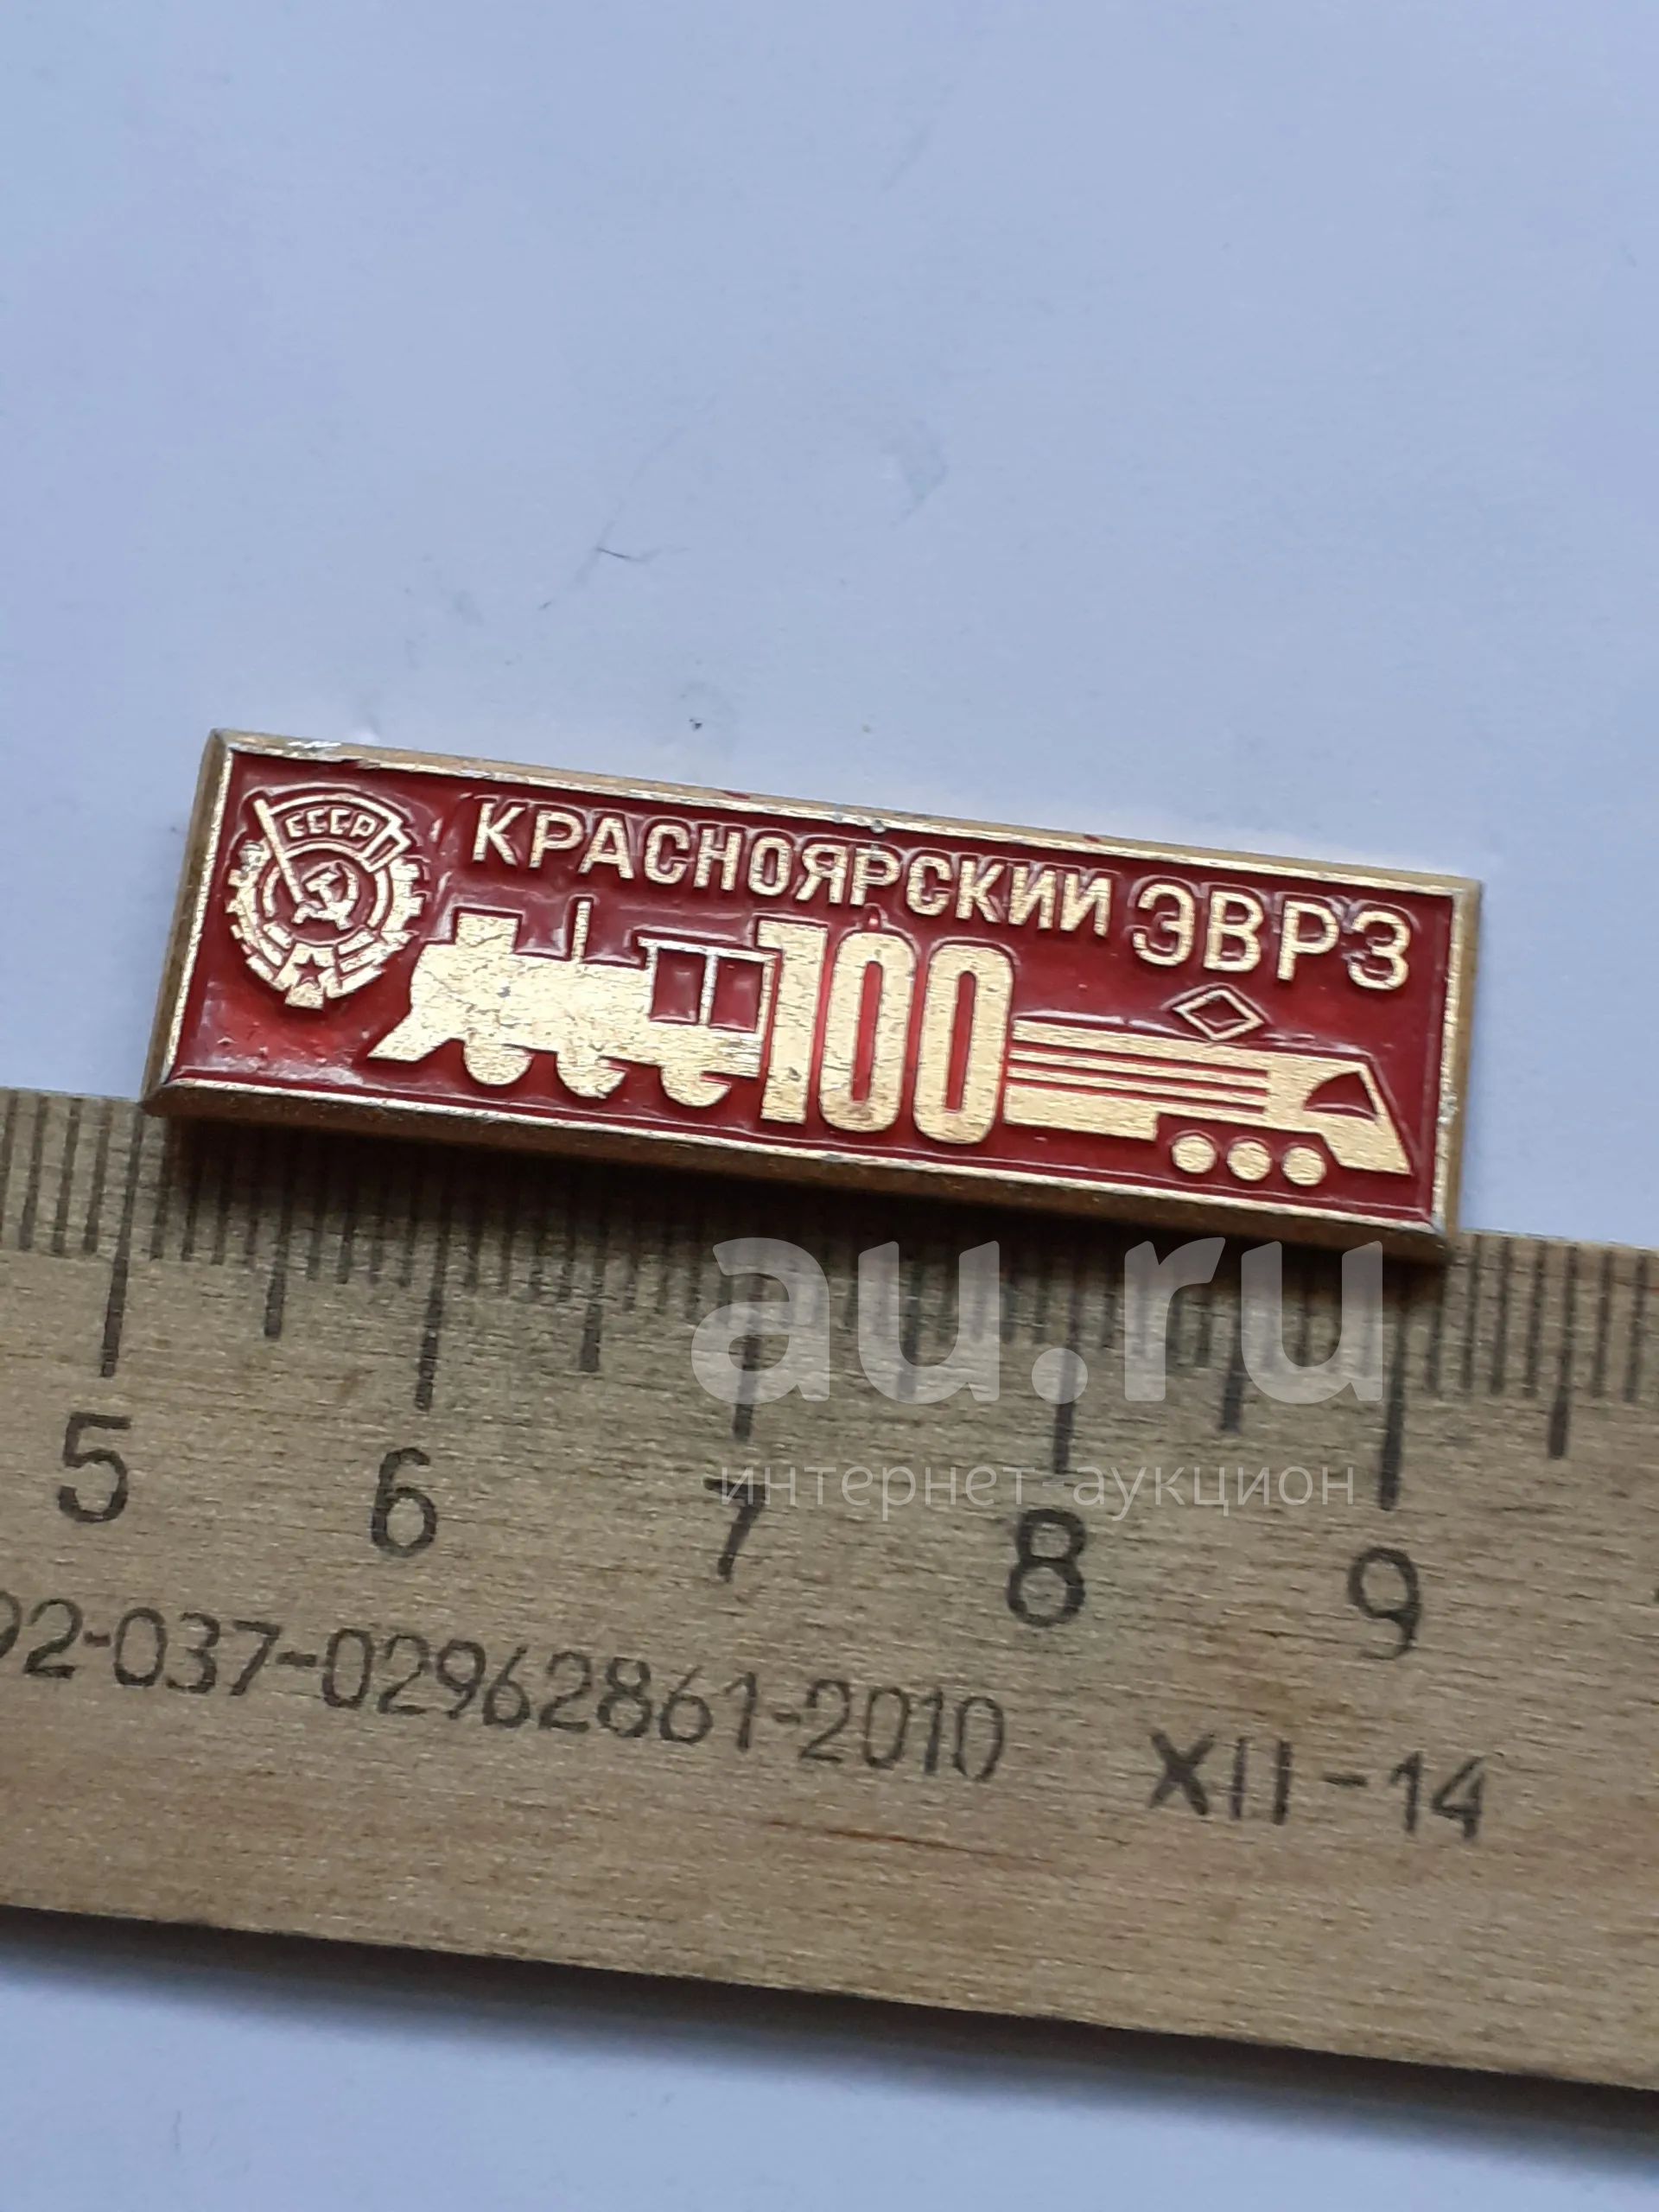 СССР
КРАСНОЯРСКИЙ ЭВРЗ
100
au.ru
интернет-аукцион
5 6 7 8 9
92-037-02962861-2010 XII-14